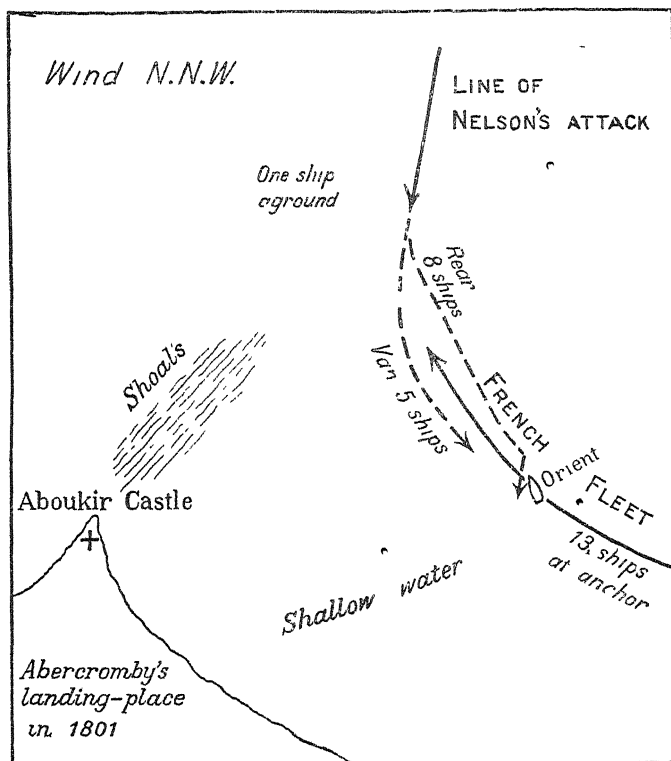 Wind N.N.W.
LINE OF
NELSON'S ATTACK
One ship
aground
Rear
8 ships
Van 5 ships
Shoals
FRENCH
Orient
FLEET
13 ships
at anchor
Aboukir Castle
Shallow water
Abercromby's
landing-place
in 1801